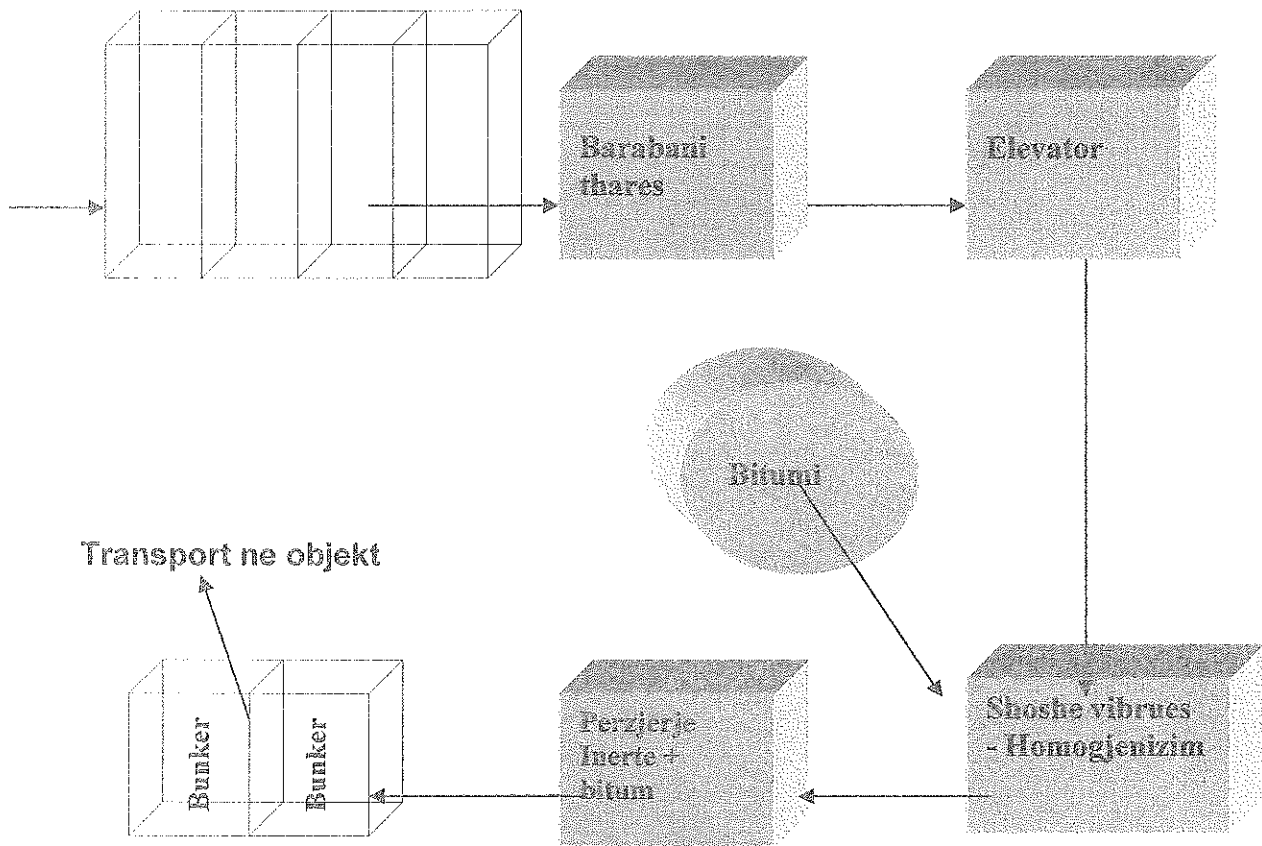 Barabani
thares
Elevator
Bitumi
Transport ne objekt
Bunker
Bunker
Perzjerje
Inerte +
bitum
Shoshe vibrues
- Homogjenizim